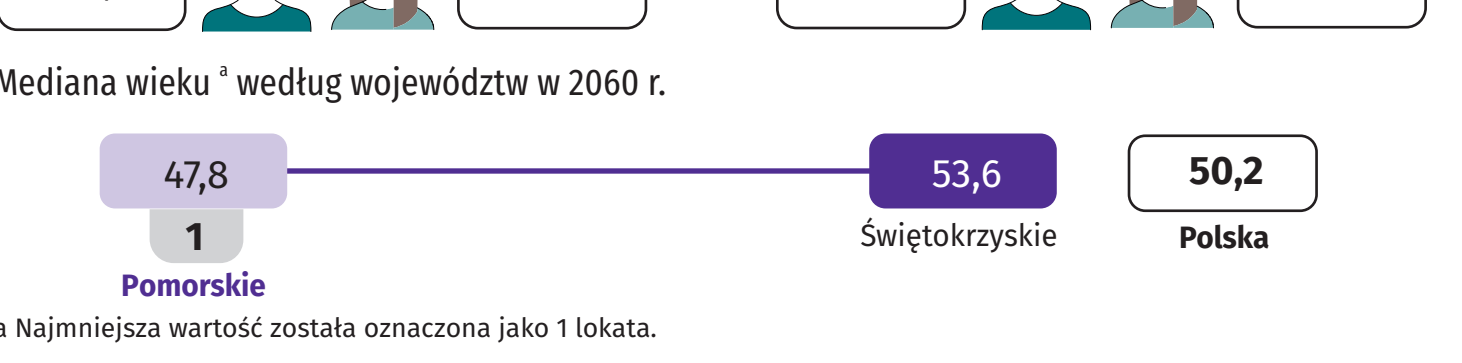 Mediana wieku ᵃ według województw w 2060 r.
47,8
53,6
50,2
1
Świętokrzyskie
Polska
Pomorskie
a Najmniejsza wartość została oznaczona jako 1 lokata.